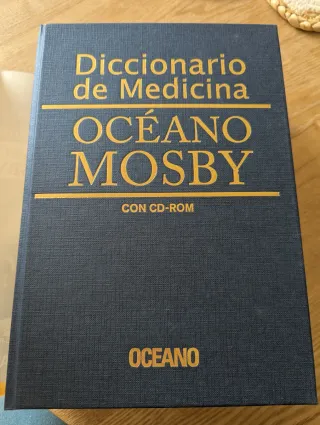 Diccionario
de Medicina
OCÉANO
MOSBY
CON CD-ROM
OCEANO